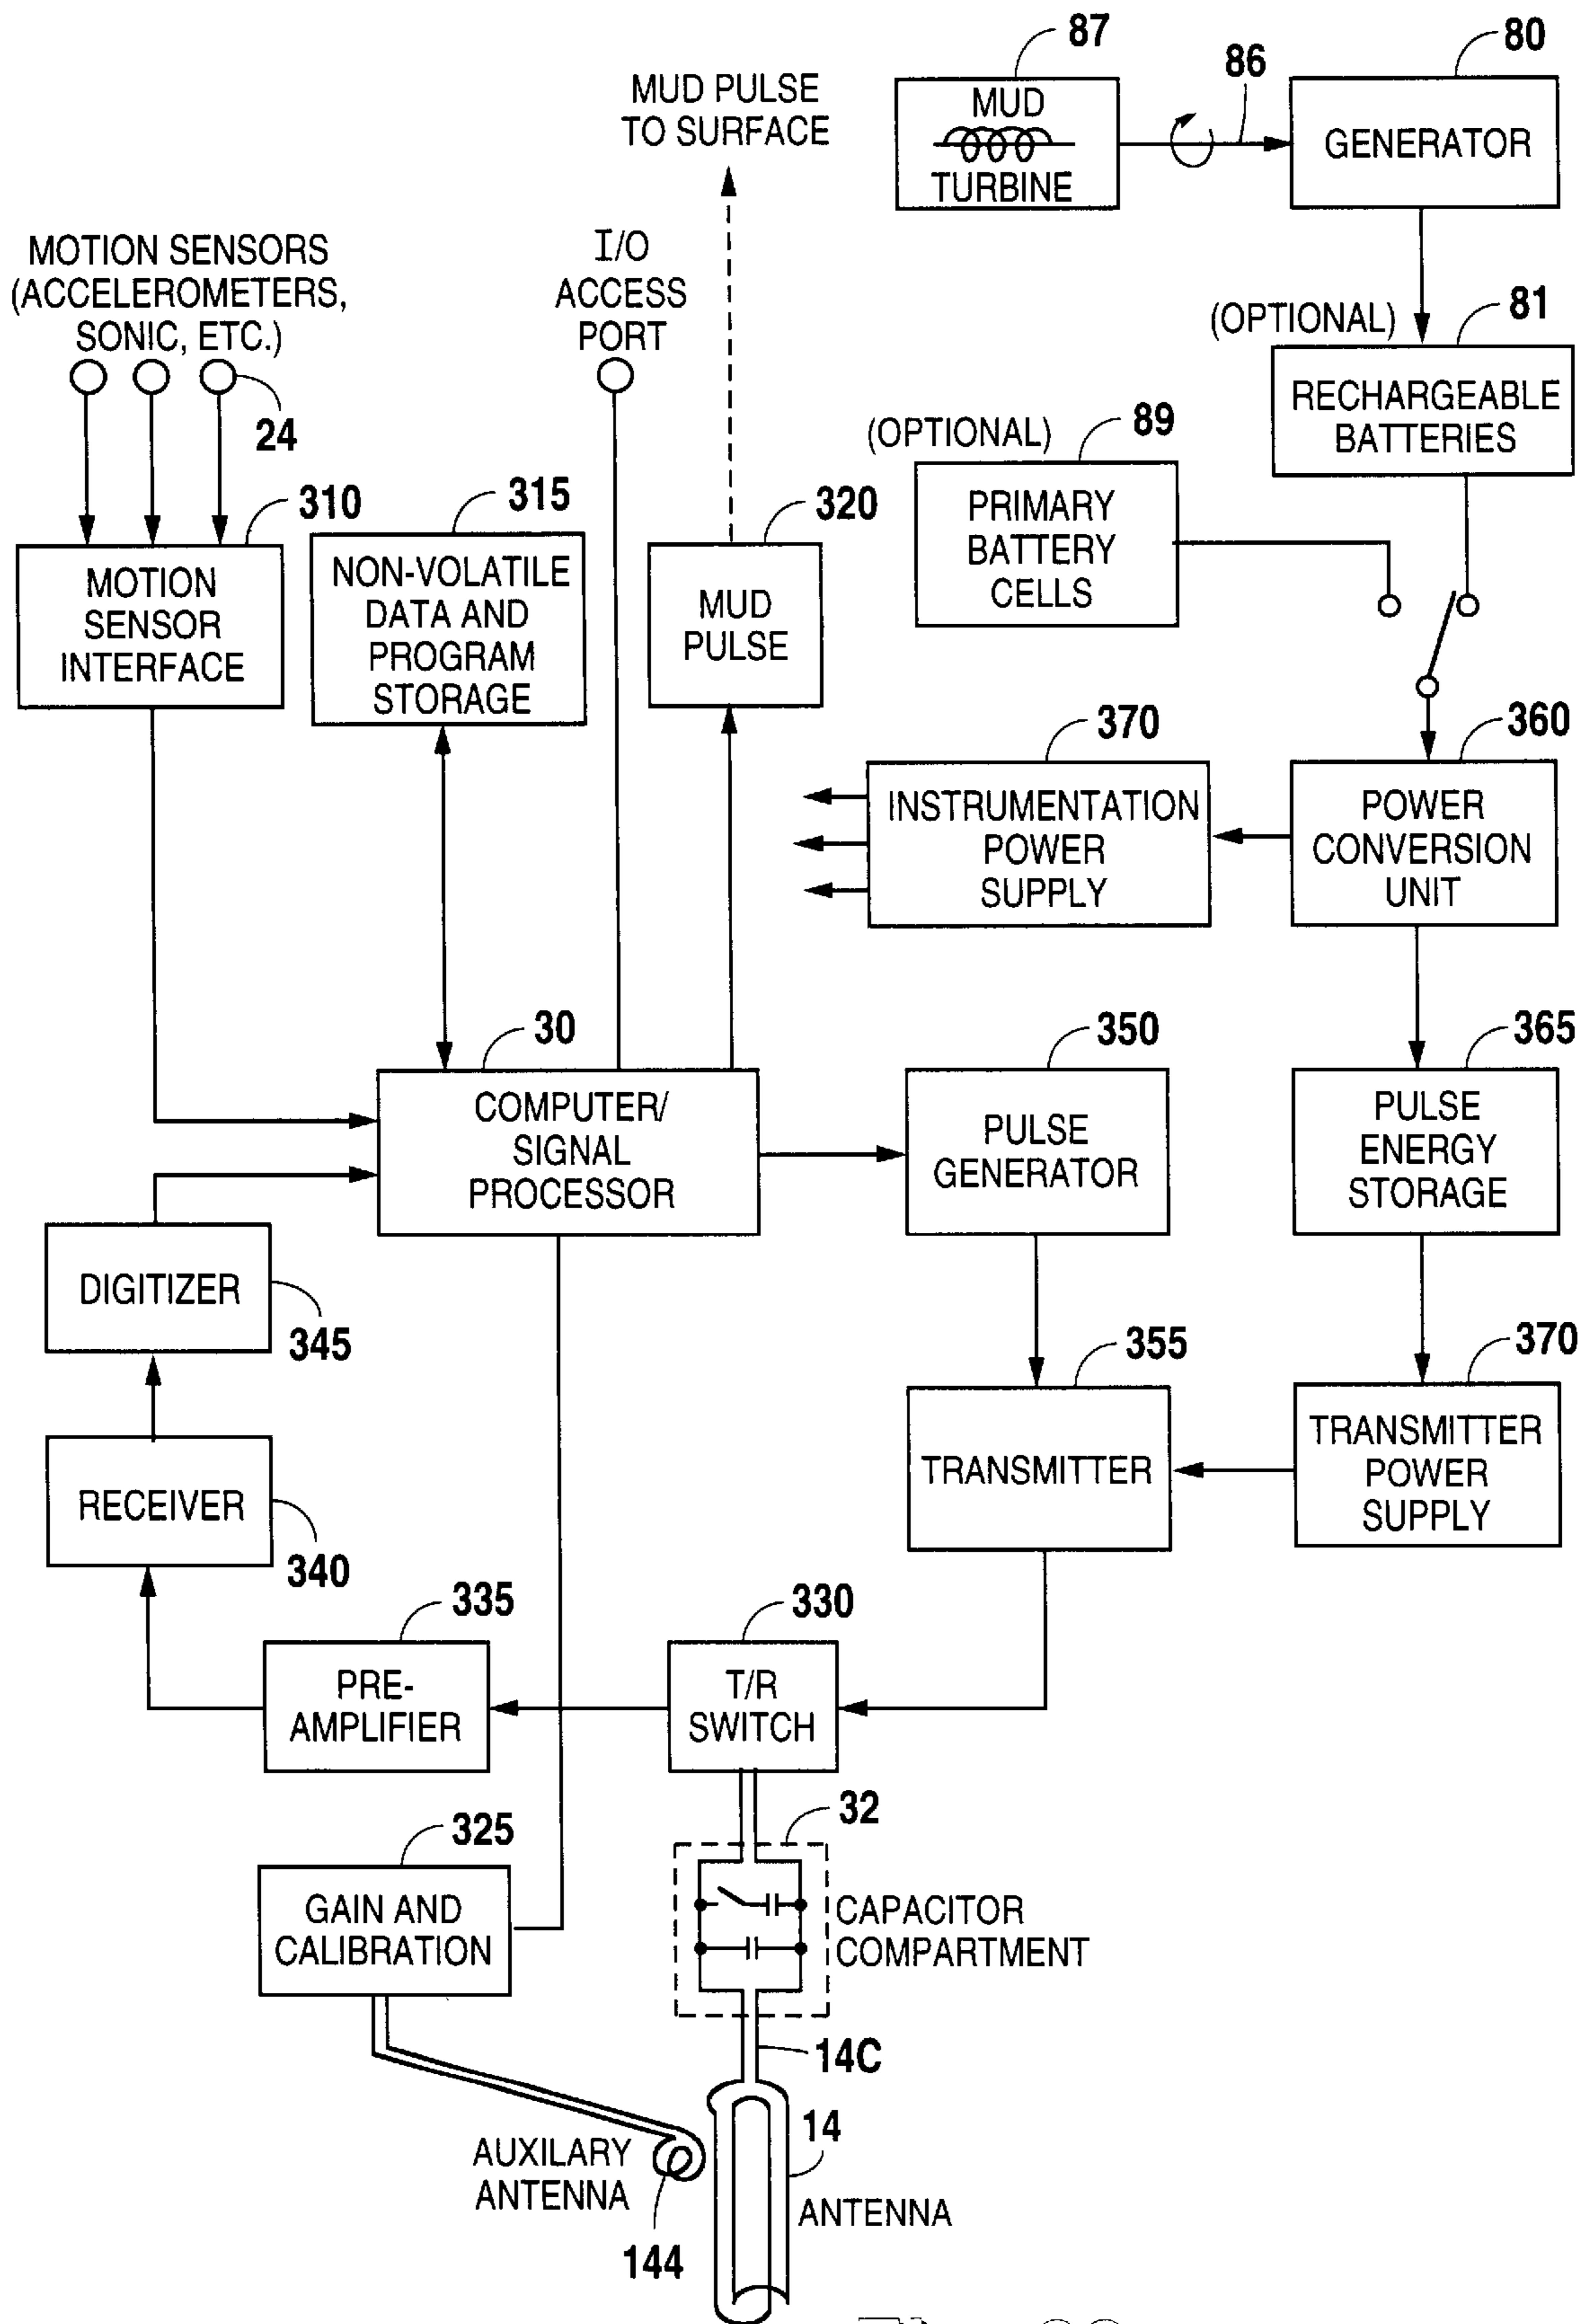 87
86
80
MUD PULSE
TO SURFACE
MUD
TURBINE
GENERATOR
MOTION SENSORS
(ACCELEROMETERS,
SONIC, ETC.)
24
I/O
ACCESS
PORT
(OPTIONAL)
81
RECHARGEABLE
BATTERIES
(OPTIONAL)
89
PRIMARY
BATTERY
CELLS
310
MOTION
SENSOR
INTERFACE
315
NON-VOLATILE
DATA AND
PROGRAM
STORAGE
320
MUD
PULSE
370
INSTRUMENTATION
POWER
SUPPLY
360
POWER
CONVERSION
UNIT
30
COMPUTER/
SIGNAL
PROCESSOR
350
PULSE
GENERATOR
365
PULSE
ENERGY
STORAGE
DIGITIZER
345
355
TRANSMITTER
370
TRANSMITTER
POWER
SUPPLY
RECEIVER
340
335
PRE-
AMPLIFIER
330
T/R
SWITCH
325
GAIN AND
CALIBRATION
32
CAPACITOR
COMPARTMENT
14C
14
AUXILARY
ANTENNA
144
ANTENNA